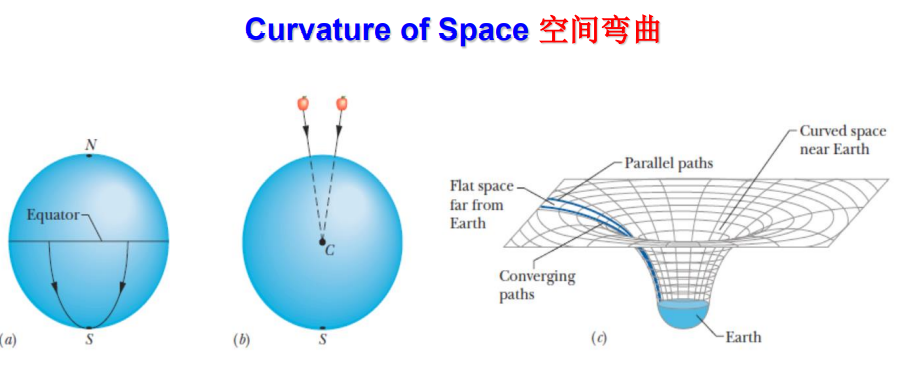 Curvature of Space 空间弯曲
N
Equator
S
(a)
C
S
(b)
Curved space
near Earth
Parallel paths
Flat space
far from
Earth
Converging
paths
Earth
(c)